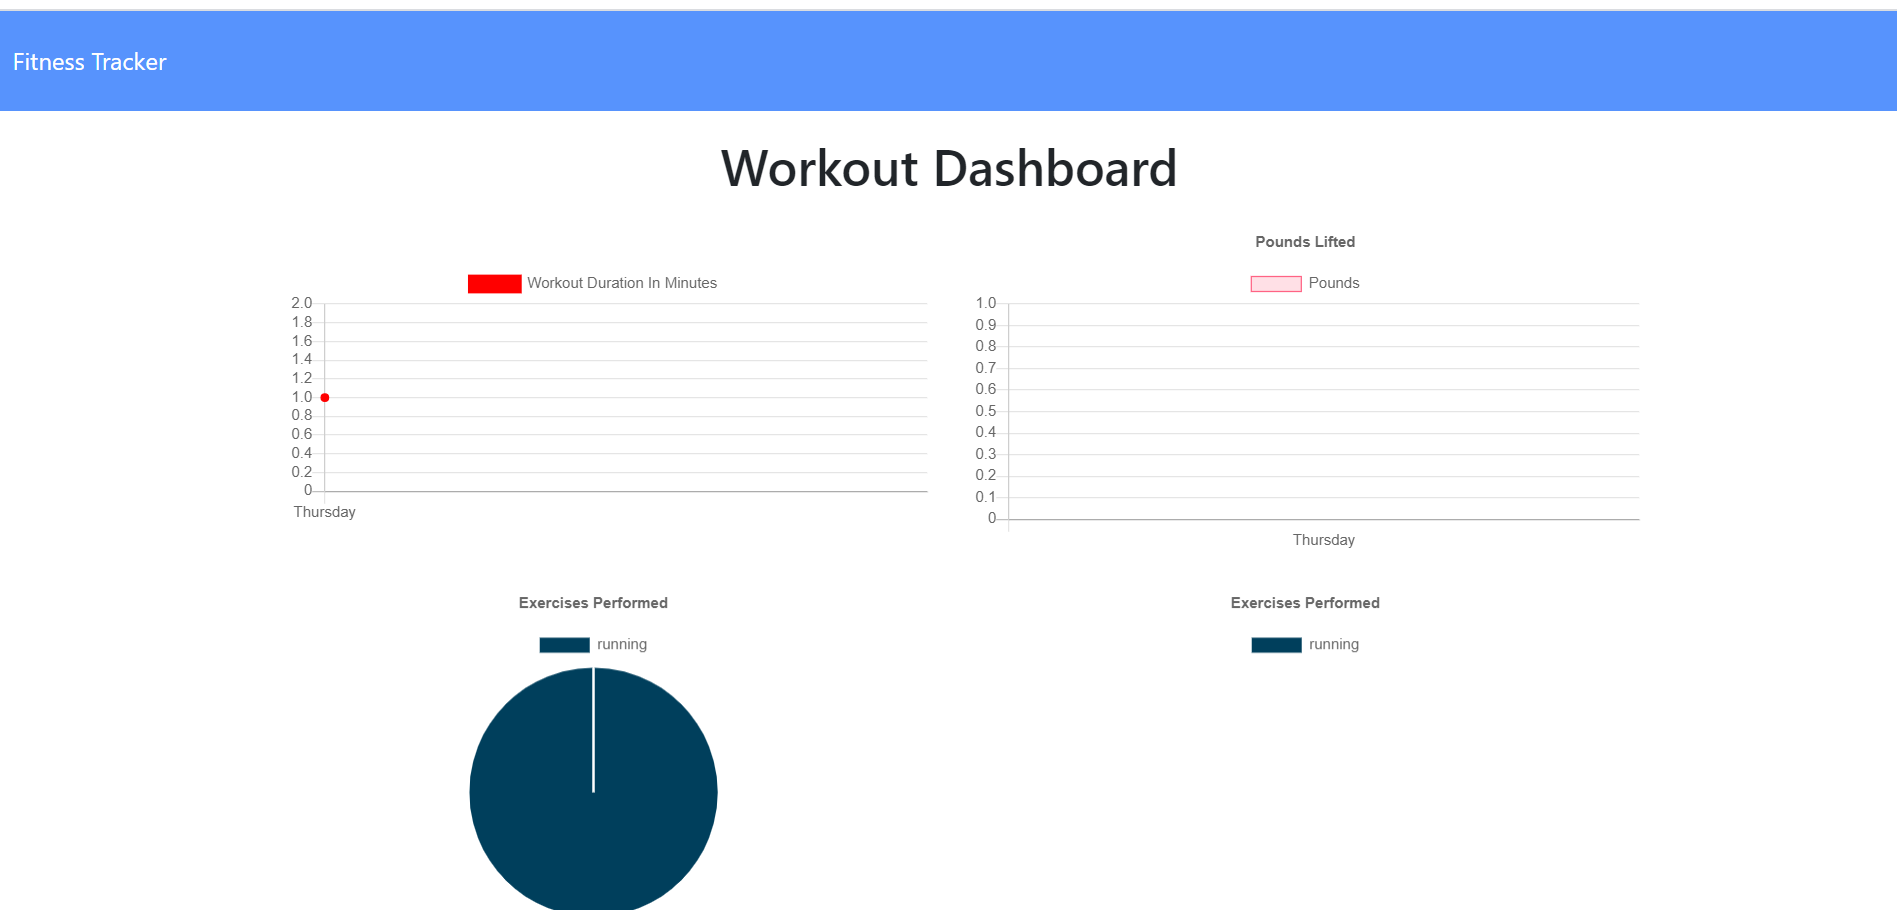 Fitness Tracker
Workout Dashboard
Workout Duration In Minutes
2.0
1.8
1.6
1.4
1.2
1.0
0.8
0.6
0.4
0.2
0
Thursday
Pounds Lifted
Pounds
1.0
0.9
0.8
0.7
0.6
0.5
0.4
0.3
0.2
0.1
0
Thursday
Exercises Performed
running
Exercises Performed
running